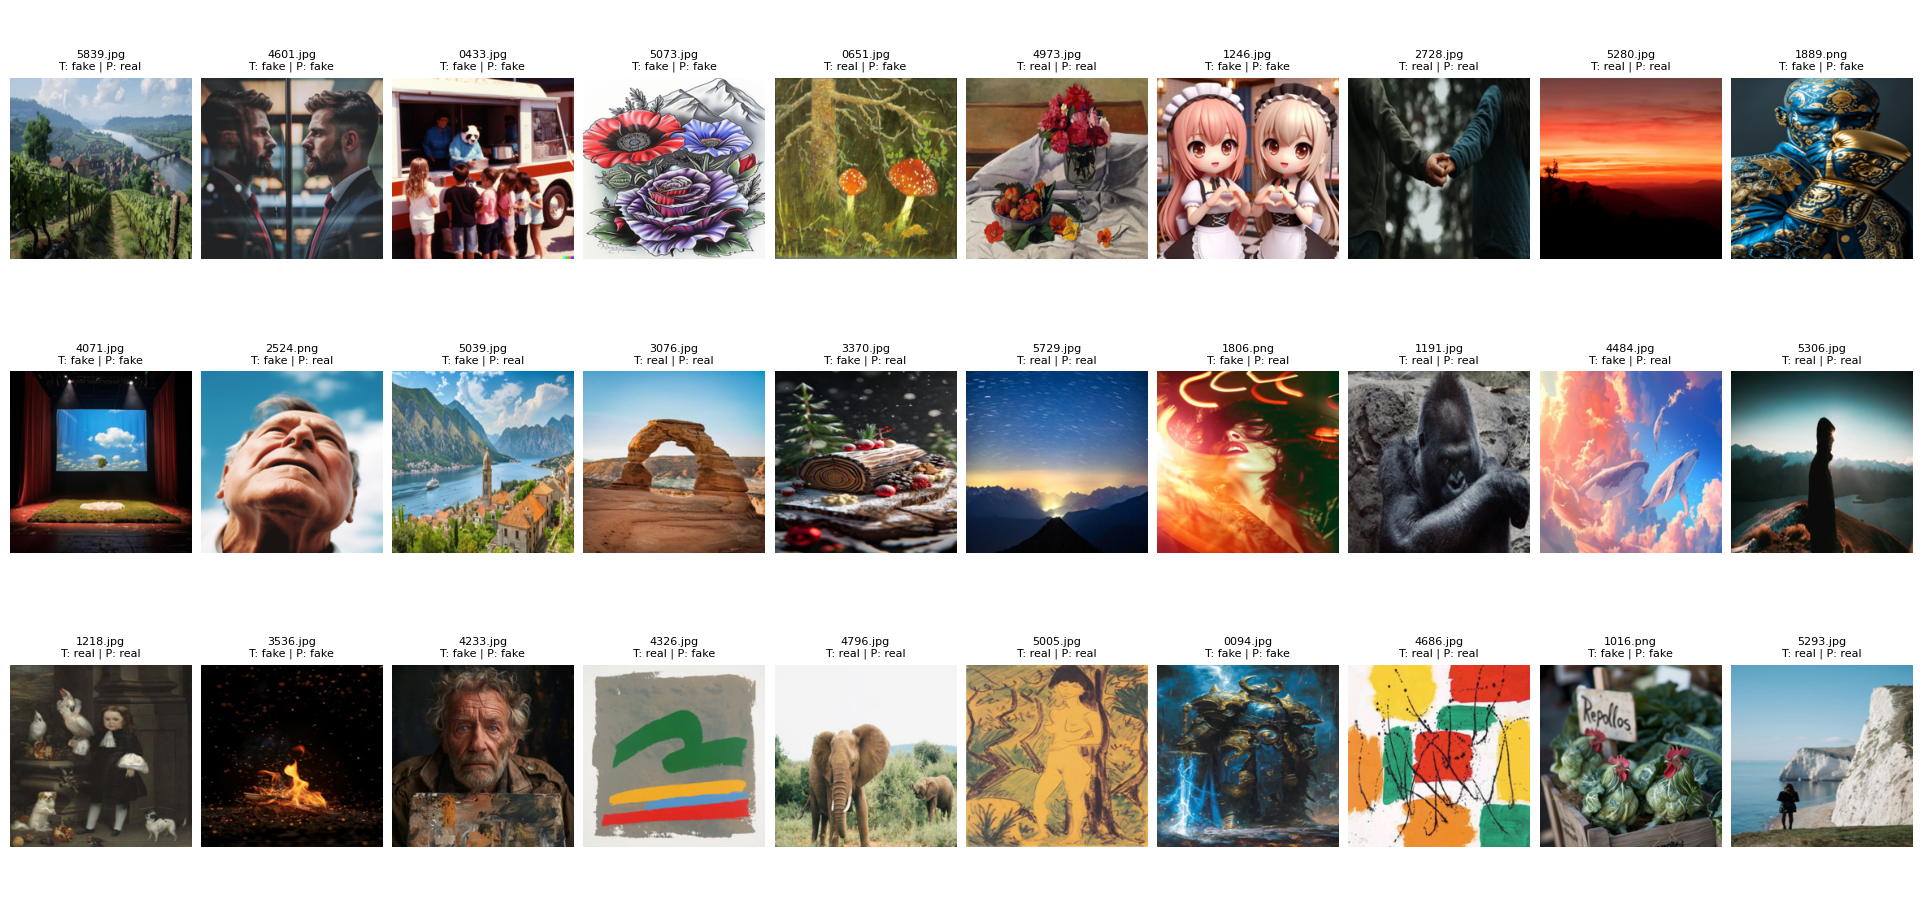 5839.jpg
T: fake | P: real
4601.jpg
T: fake | P: fake
0433.jpg
T: fake | P: fake
5073.jpg
T: fake | P: fake
0651.jpg
T: real | P: fake
4973.jpg
T: real | P: real
1246.jpg
T: fake | P: fake
2728.jpg
T: real | P: real
5280.jpg
T: real | P: real
1889.png
T: fake | P: fake
4071.jpg
T: fake | P: fake
2524.png
T: fake | P: real
5039.jpg
T: fake | P: real
3076.jpg
T: real | P: real
3370.jpg
T: fake | P: real
5729.jpg
T: real | P: real
1806.png
T: fake | P: real
1191.jpg
T: real | P: real
4484.jpg
T: fake | P: real
5306.jpg
T: real | P: real
1218.jpg
T: real | P: real
3536.jpg
T: fake | P: fake
4233.jpg
T: fake | P: fake
4326.jpg
T: real | P: fake
4796.jpg
T: real | P: real
5005.jpg
T: real | P: real
0094.jpg
T: fake | P: fake
4686.jpg
T: real | P: real
1016.png
T: fake | P: fake
Repollos
5293.jpg
T: real | P: real